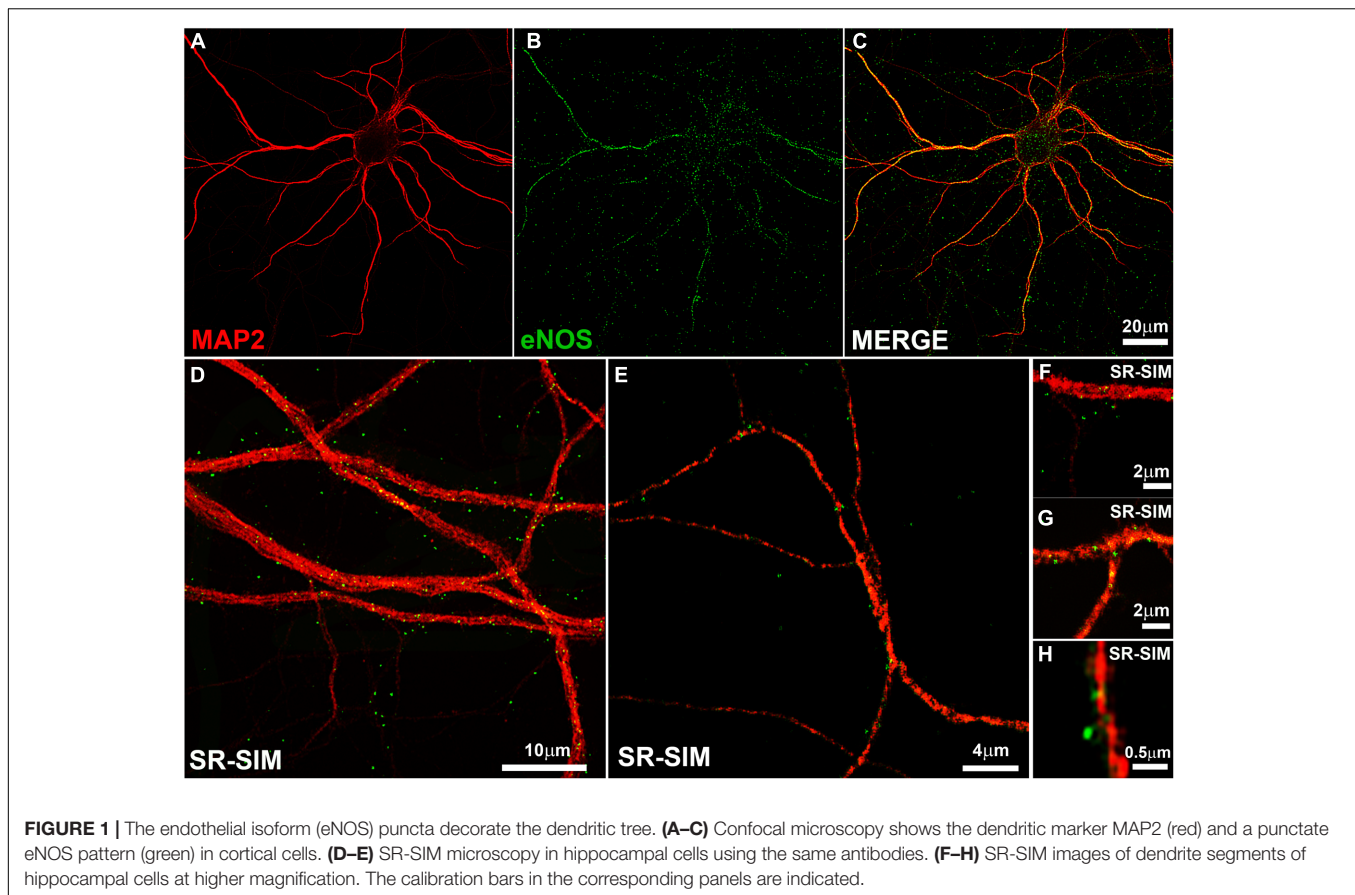 A
B
C
MAP2
eNOS
MERGE
20μm
D
E
F
SR-SIM
2μm
G
SR-SIM
2μm
H
SR-SIM
0.5μm
SR-SIM
10μm
SR-SIM
4μm
FIGURE 1 | The endothelial isoform (eNOS) puncta decorate the dendritic tree. (A–C) Confocal microscopy shows the dendritic marker MAP2 (red) and a punctate
eNOS pattern (green) in cortical cells. (D–E) SR-SIM microscopy in hippocampal cells using the same antibodies. (F–H) SR-SIM images of dendrite segments of
hippocampal cells at higher magnification. The calibration bars in the corresponding panels are indicated.